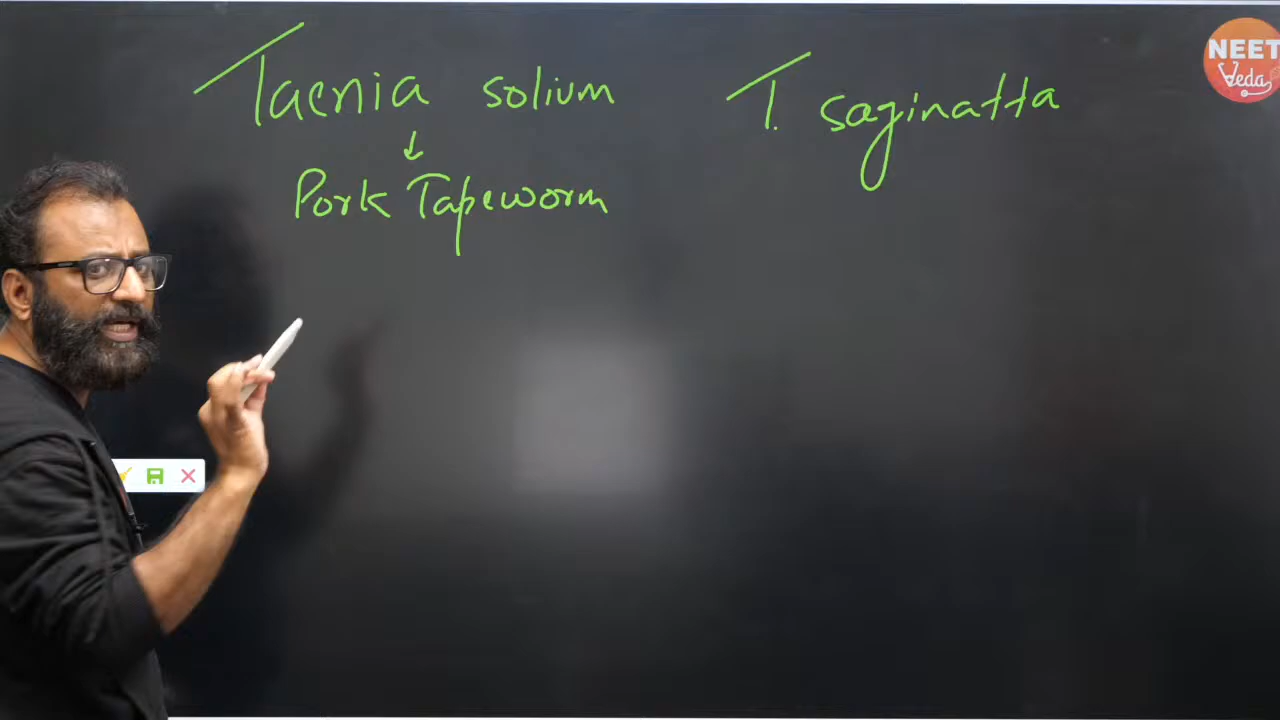 Taenia solium
T. saginatta
Pork Tapeworm
NEET
Veda